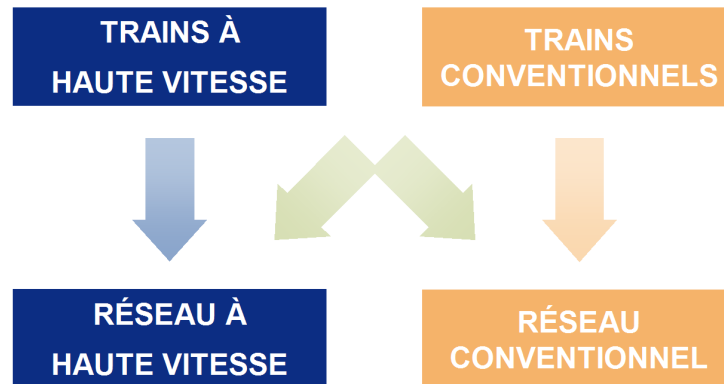 TRAINS À
HAUTE VITESSE
TRAINS
CONVENTIONNELS
RÉSEAU À
HAUTE VITESSE
RÉSEAU
CONVENTIONNEL